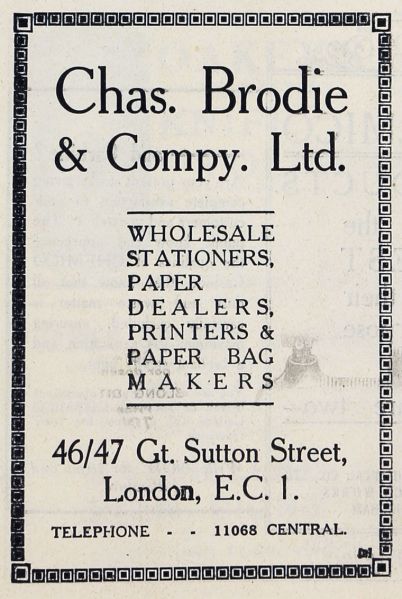 Chas. Brodie
& Compy. Ltd.
WHOLESALE
STATIONERS,
PAPER
DEALERS,
PRINTERS &
PAPER BAG
MAKERS
46/47 Gt. Sutton Street,
London, E.C. 1.
TELEPHONE - - 11068 CENTRAL.